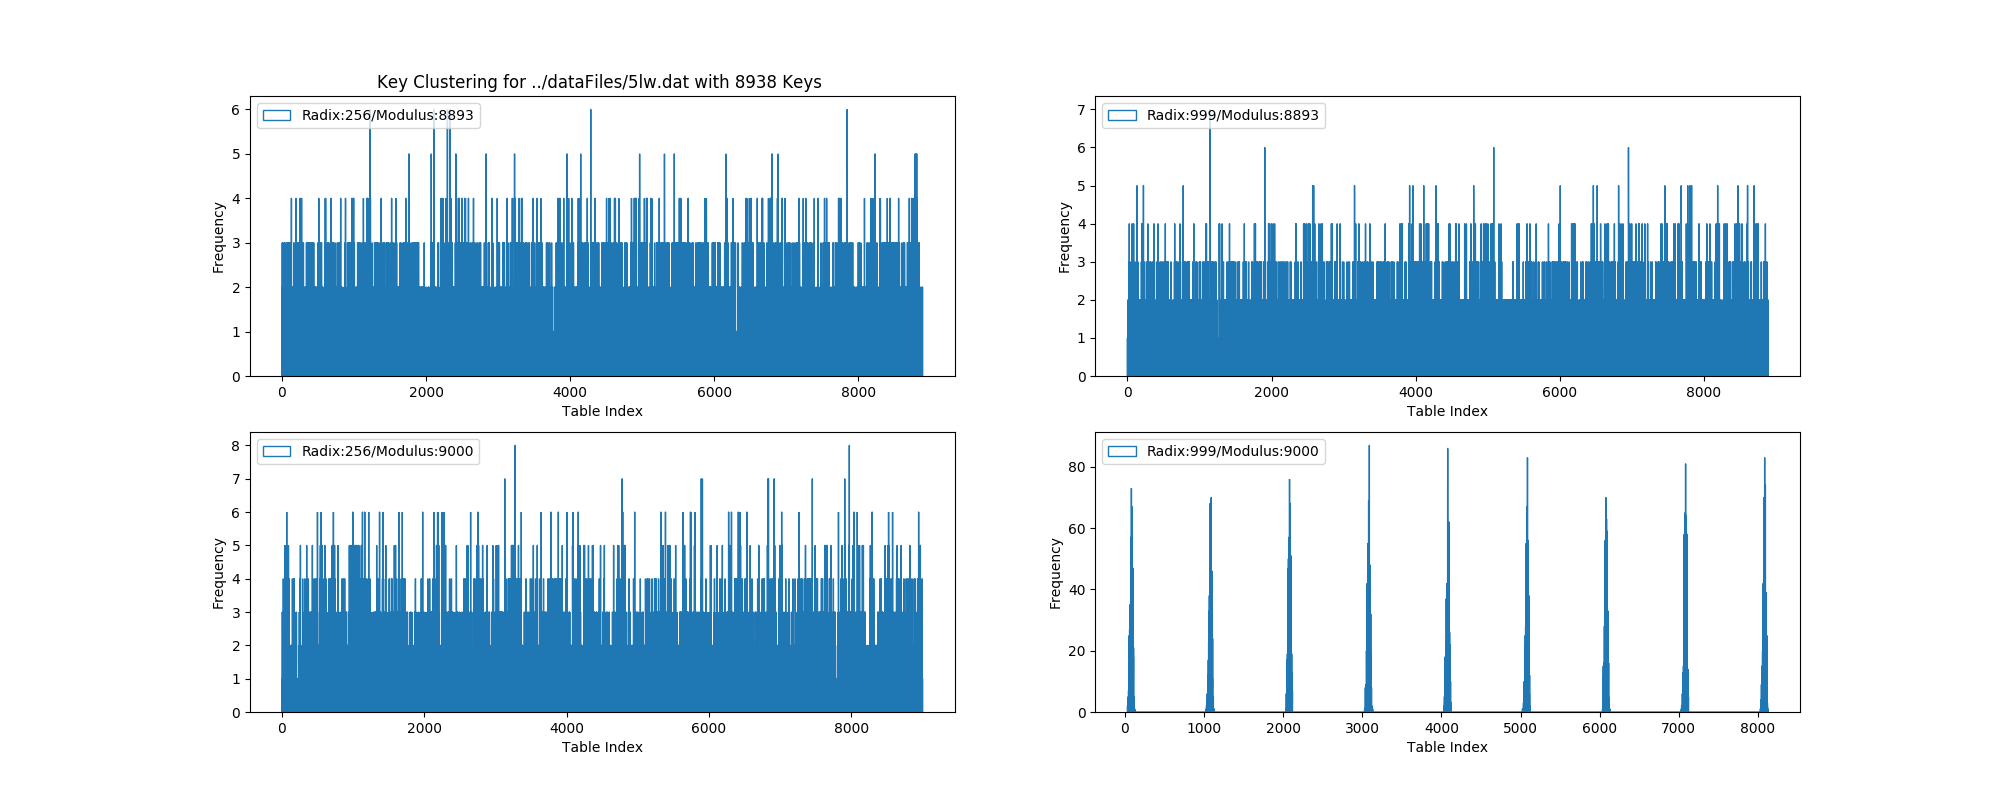 Key Clustering for ../dataFiles/5lw.dat with 8938 Keys
Radix:256/Modulus:8893
Frequency
6
5
4
3
2
1
0
0 2000 4000 6000 8000
Table Index
Radix:999/Modulus:8893
Frequency
7
6
5
4
3
2
1
0
0 2000 4000 6000 8000
Table Index
Radix:256/Modulus:9000
Frequency
8
7
6
5
4
3
2
1
0
0 2000 4000 6000 8000
Table Index
Radix:999/Modulus:9000
Frequency
80
60
40
20
0
0 1000 2000 3000 4000 5000 6000 7000 8000
Table Index